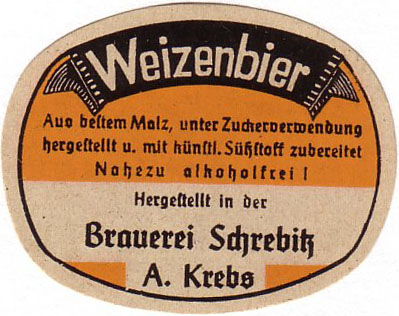 Weizenbier
Aus bestem Malz, unter Zuckerverwendung
hergestellt u. mit künstl. Süßstoff zubereitet
Nahezu alkoholfrei!
Hergestellt in der
Brauerei Schrebitz
A. Krebs